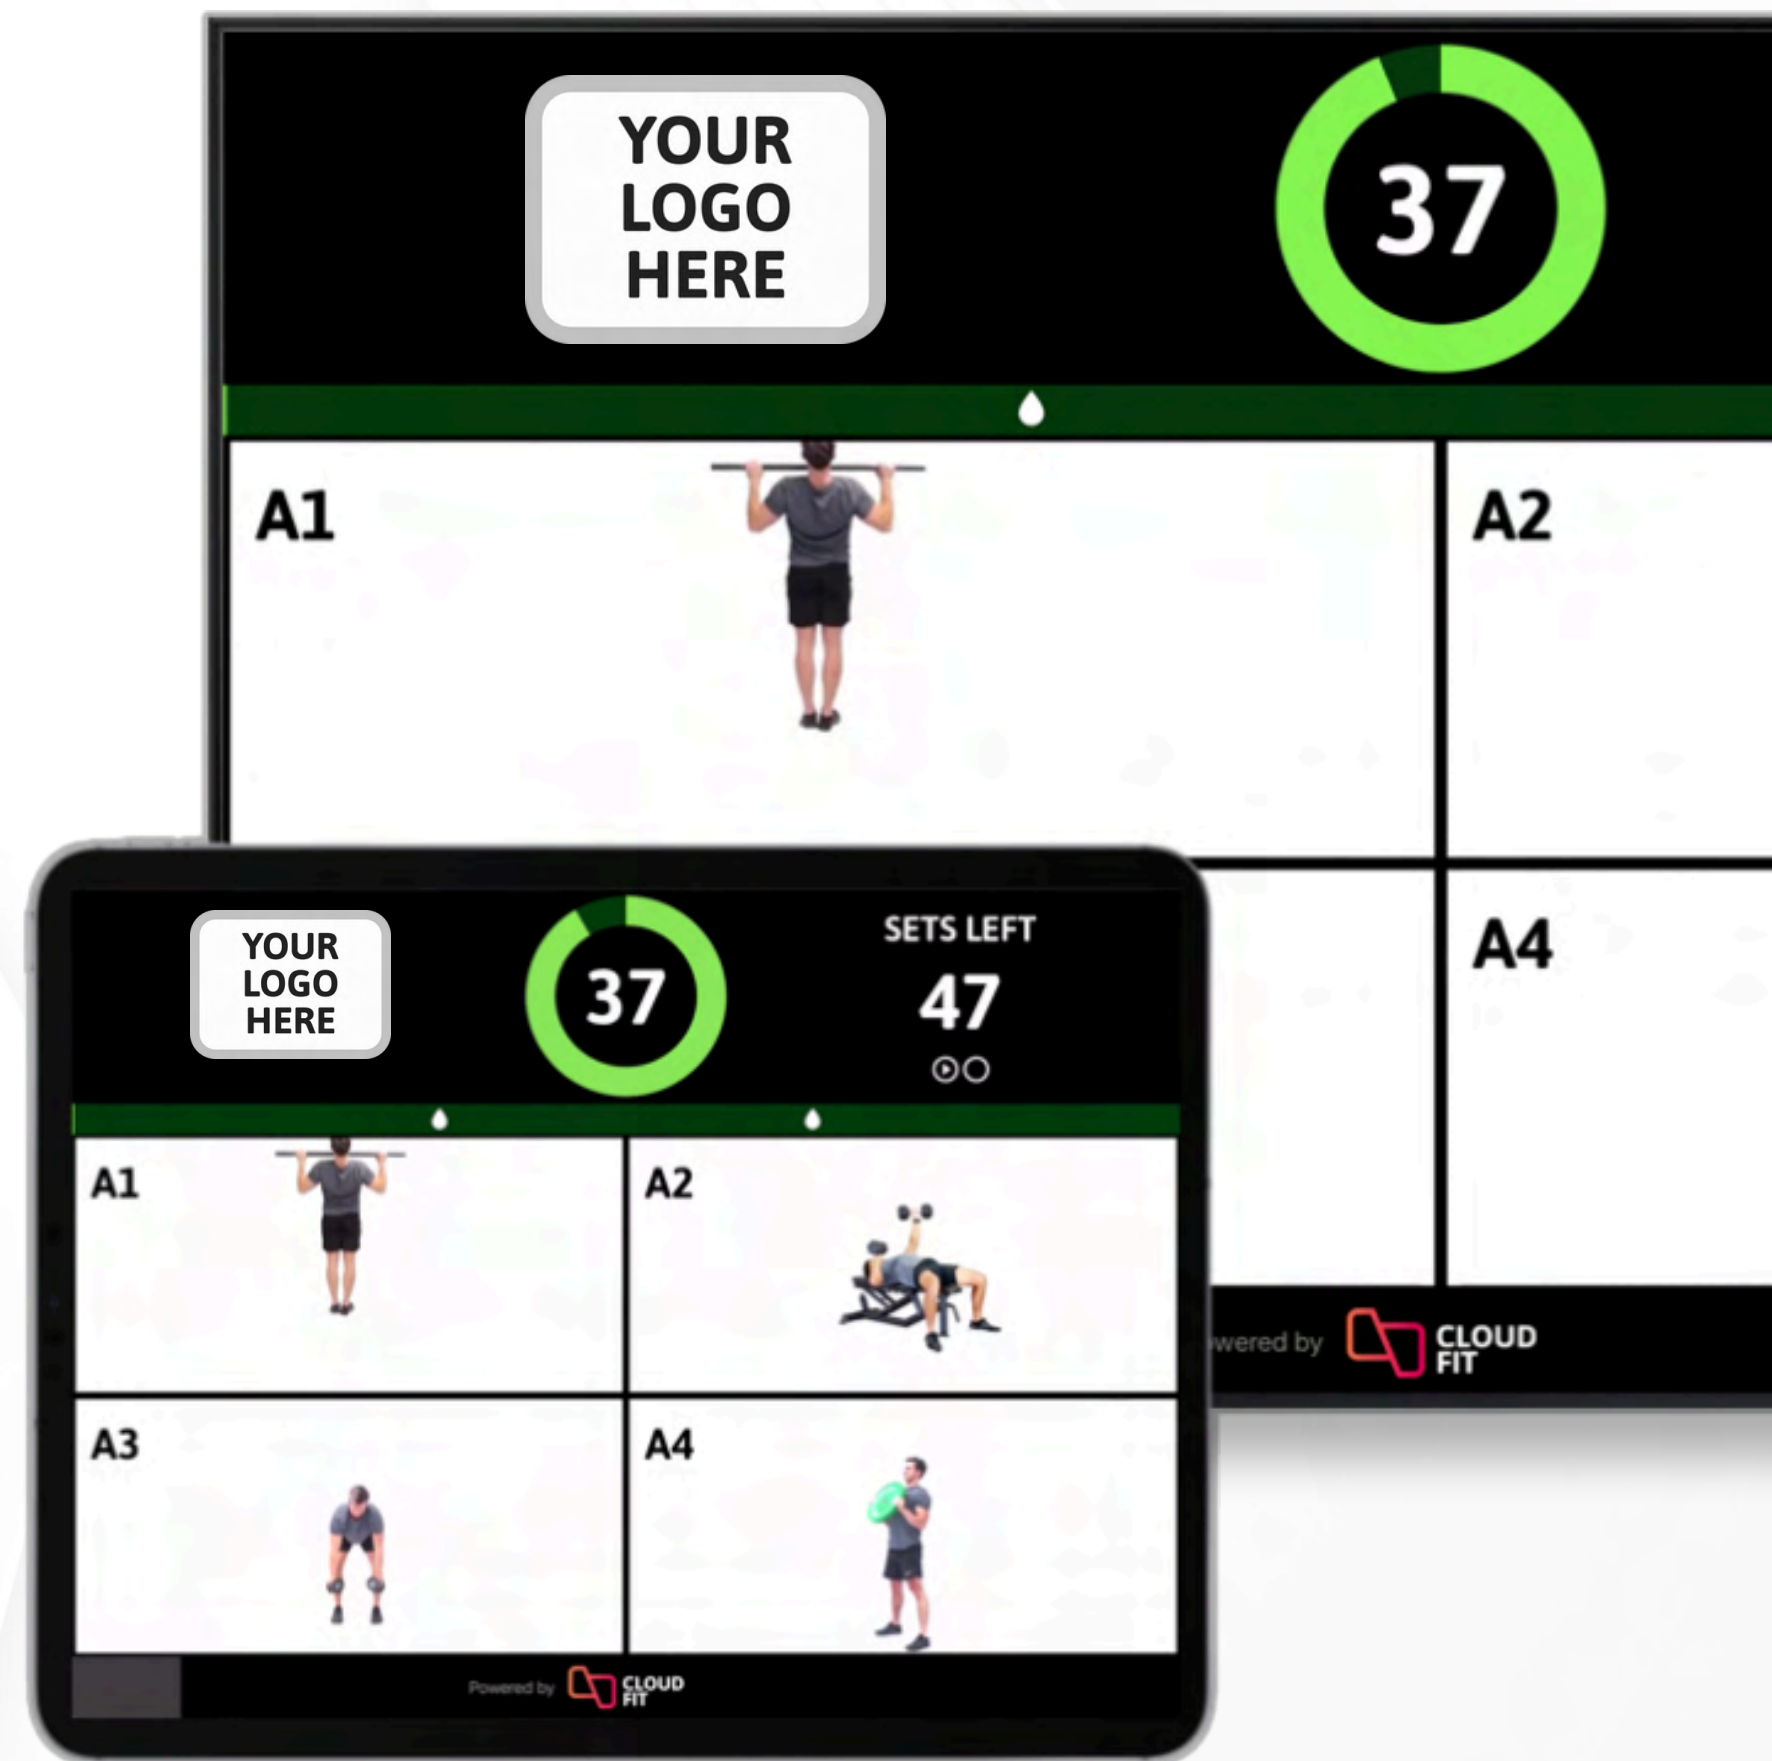 YOUR
LOGO
HERE
37
A1
A2
A4
wered by
CLOUD
FIT
YOUR
LOGO
HERE
37
SETS LEFT
47
A1
A2
A3
A4
Powered by
CLOUD
FIT